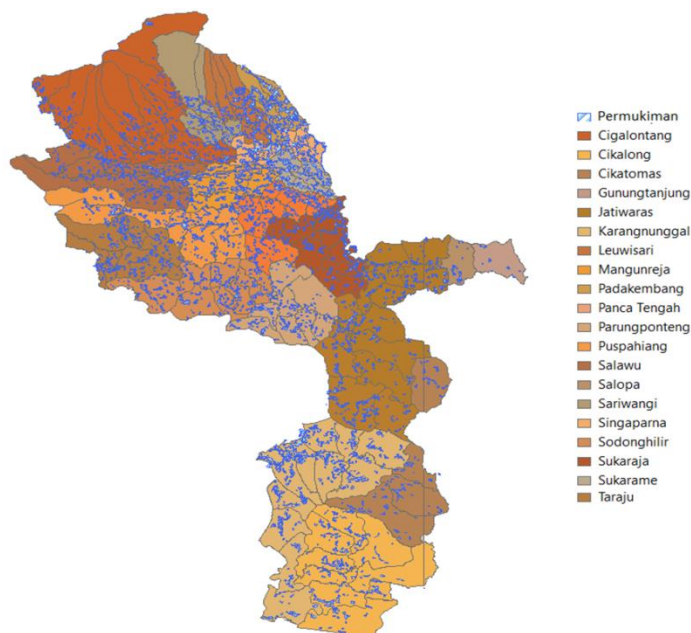 Permukiman
Cigalontang
Cikalong
Cikatomas
Gunungtanjung
Jatiwaras
Karangnunggal
Leuwisari
Mangunreja
Padakembang
Panca Tengah
Parungponteng
Puspahiang
Salawu
Salopa
Sariwangi
Singaparna
Sodonghilir
Sukaraja
Sukarame
Taraju